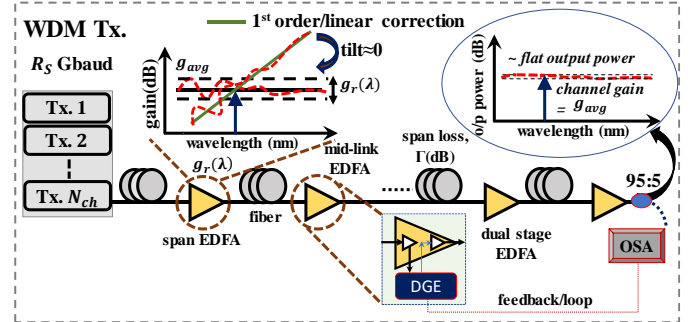 WDM Tx.
R_S Gbaud
Tx. 1
Tx. 2
Tx. N_ch
1st order/linear correction
tilt≈0
g_avg
g_r(λ)
gain(dB)
wavelength (nm)
g_r(λ)
mid-link
EDFA
span EDFA
fiber
span loss,
Γ(dB)
dual stage
EDFA
DGE
feedback/loop
95:5
OSA
o/p power (dB)
~ flat output power
channel gain
= g_avg
wavelength (nm)